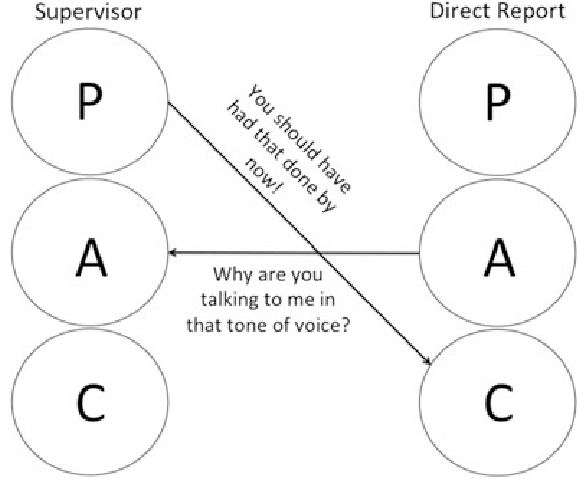 Supervisor
Direct Report
P
P
You should have
had that done by
now!
A
A
Why are you
talking to me in
that tone of voice?
C
C